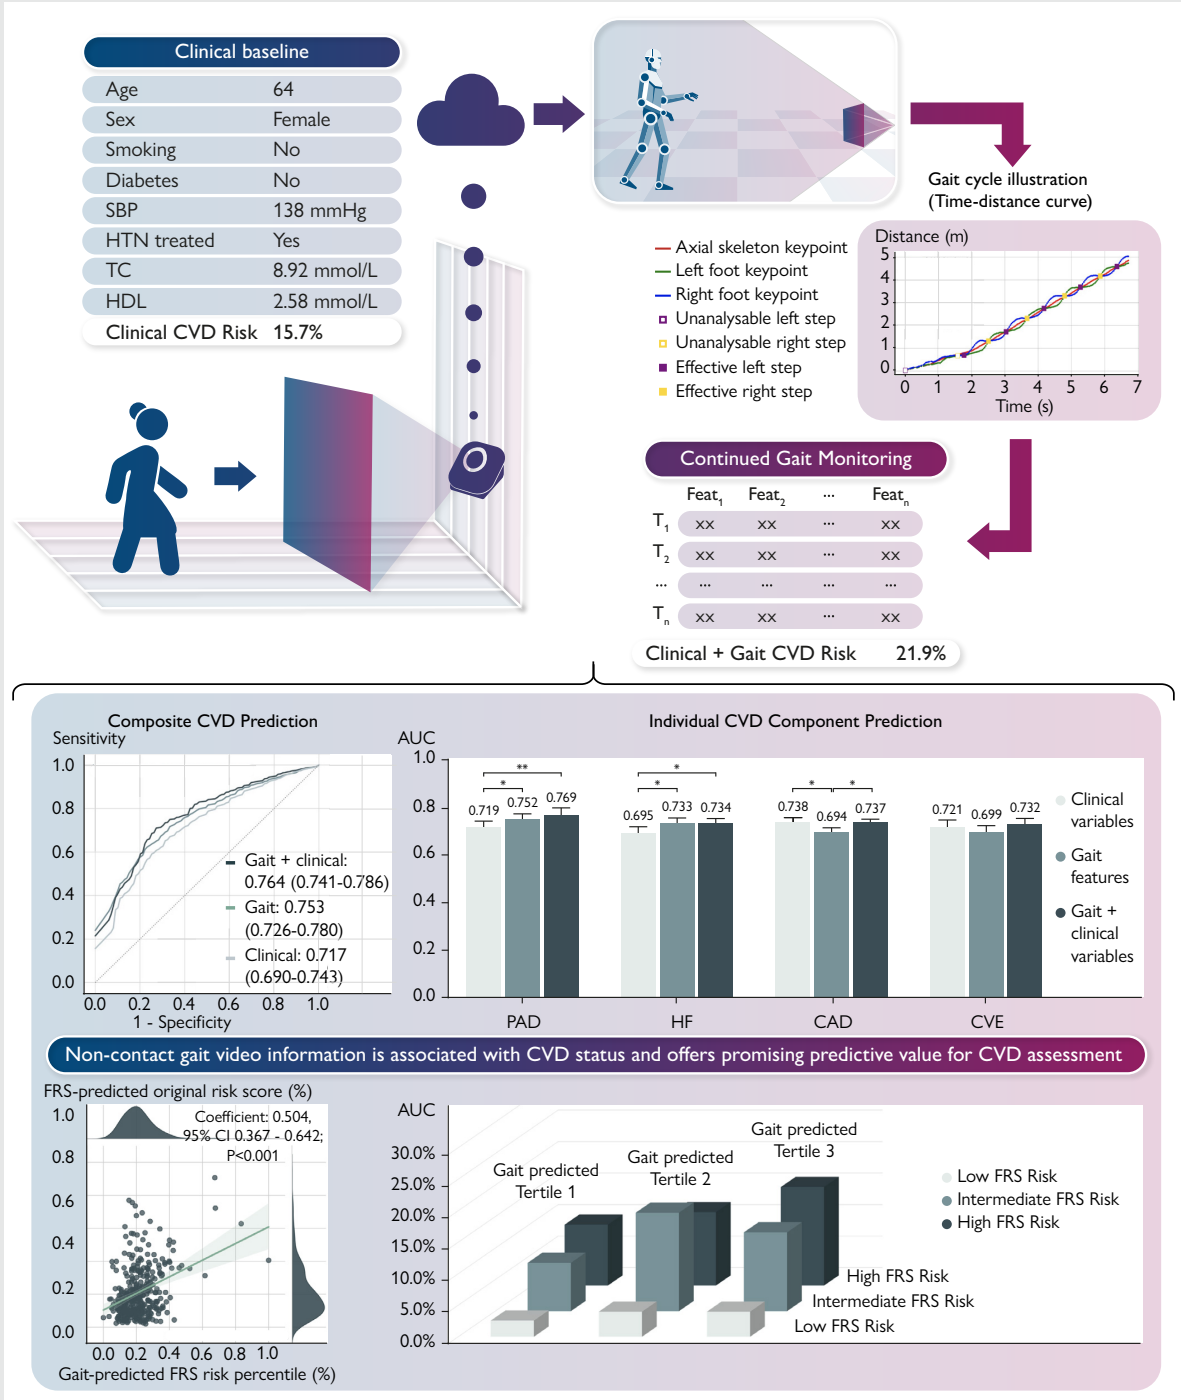 Clinical baseline
Age 64
Sex Female
Smoking No
Diabetes No
SBP 138 mmHg
HTN treated Yes
TC 8.92 mmol/L
HDL 2.58 mmol/L
Clinical CVD Risk 15.7%
Gait cycle illustration
(Time-distance curve)
Axial skeleton keypoint
Left foot keypoint
Right foot keypoint
Unanalysable left step
Unanalysable right step
Effective left step
Effective right step
Distance (m)
5
4
3
2
1
0
0 1 2 3 4 5 6 7
Time (s)
Continued Gait Monitoring
Feat1 Feat2 ... Featn
T1 xx xx ... xx
T2 xx xx ... xx
... ... ... ... ...
Tn xx xx ... xx
Clinical + Gait CVD Risk 21.9%
Composite CVD Prediction
Sensitivity
1.0
0.8
0.6
0.4
0.2
0.0
0.0 0.2 0.4 0.6 0.8 1.0
1 - Specificity
Gait + clinical:
0.764 (0.741-0.786)
Gait: 0.753
(0.726-0.780)
Clinical: 0.717
(0.690-0.743)
Individual CVD Component Prediction
AUC
1.0
0.8
0.6
0.4
0.2
0.0
** * * * * *
0.719 0.752 0.769
0.695 0.733 0.734
0.738 0.694 0.737
0.721 0.699 0.732
PAD HF CAD CVE
Clinical
variables
Gait
features
Gait +
clinical
variables
Non-contact gait video information is associated with CVD status and offers promising predictive value for CVD assessment
FRS-predicted original risk score (%)
1.0
0.8
0.6
0.4
0.2
0.0
Coefficient: 0.504,
95% CI 0.367 - 0.642;
P<0.001
0.0 0.2 0.4 0.6 0.8 1.0
Gait-predicted FRS risk percentile (%)
AUC
30.0%
25.0%
20.0%
15.0%
10.0%
5.0%
0.0%
Gait predicted
Tertile 1
Gait predicted
Tertile 2
Gait predicted
Tertile 3
High FRS Risk
Intermediate FRS Risk
Low FRS Risk
Low FRS Risk
Intermediate FRS Risk
High FRS Risk